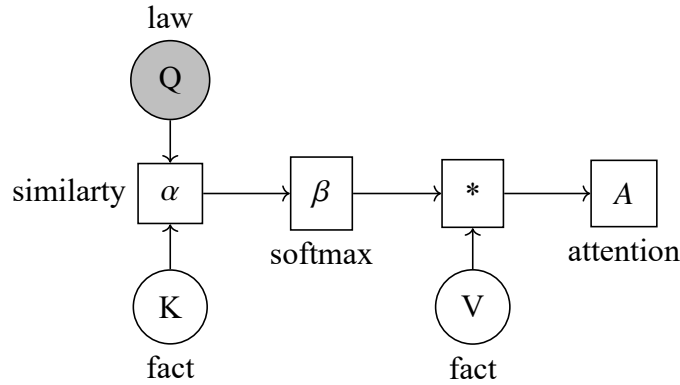 law
Q
similarty
α
β
*
A
softmax
attention
K
V
fact
fact